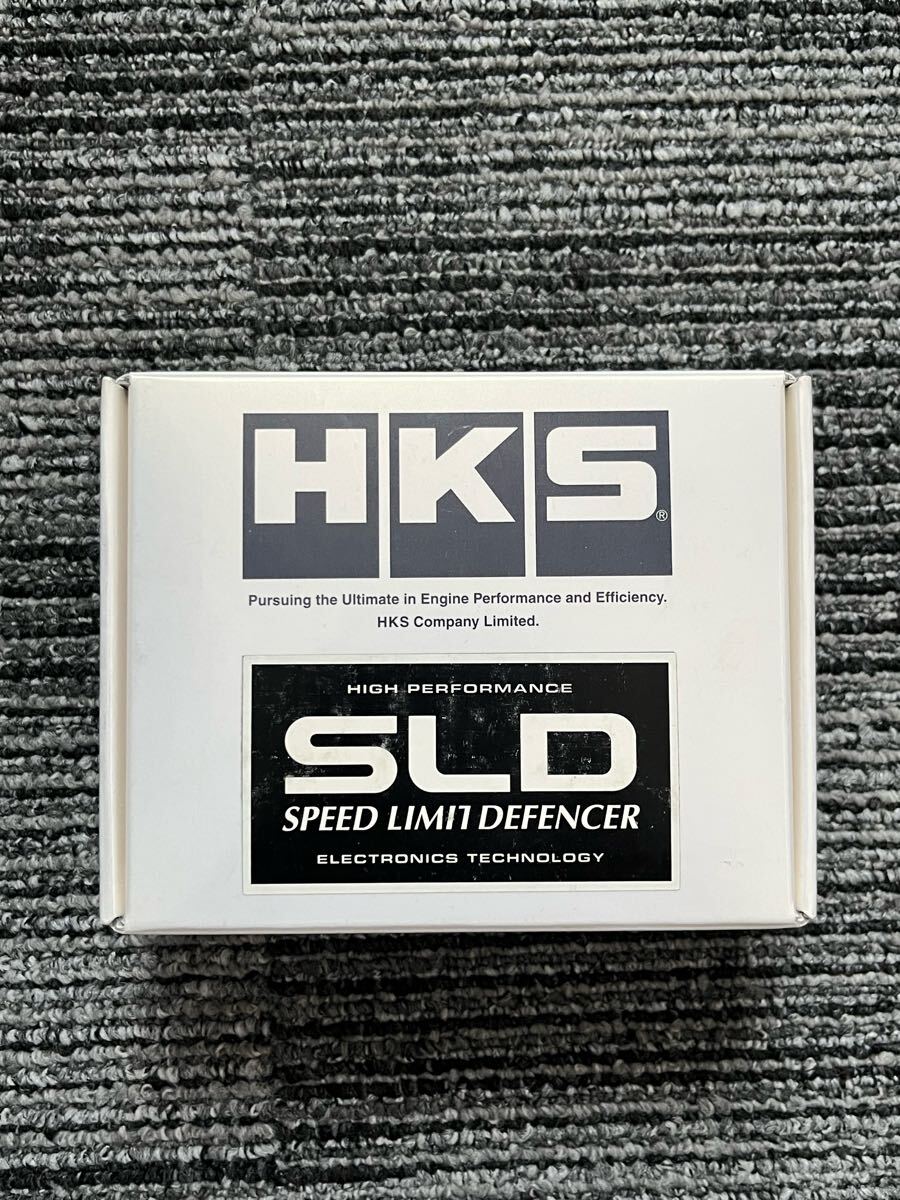 HKS®
Pursuing the Ultimate in Engine Performance and Efficiency.
HKS Company Limited.
HIGH PERFORMANCE
SLD
SPEED LIMIT DEFENCER
ELECTRONICS TECHNOLOGY